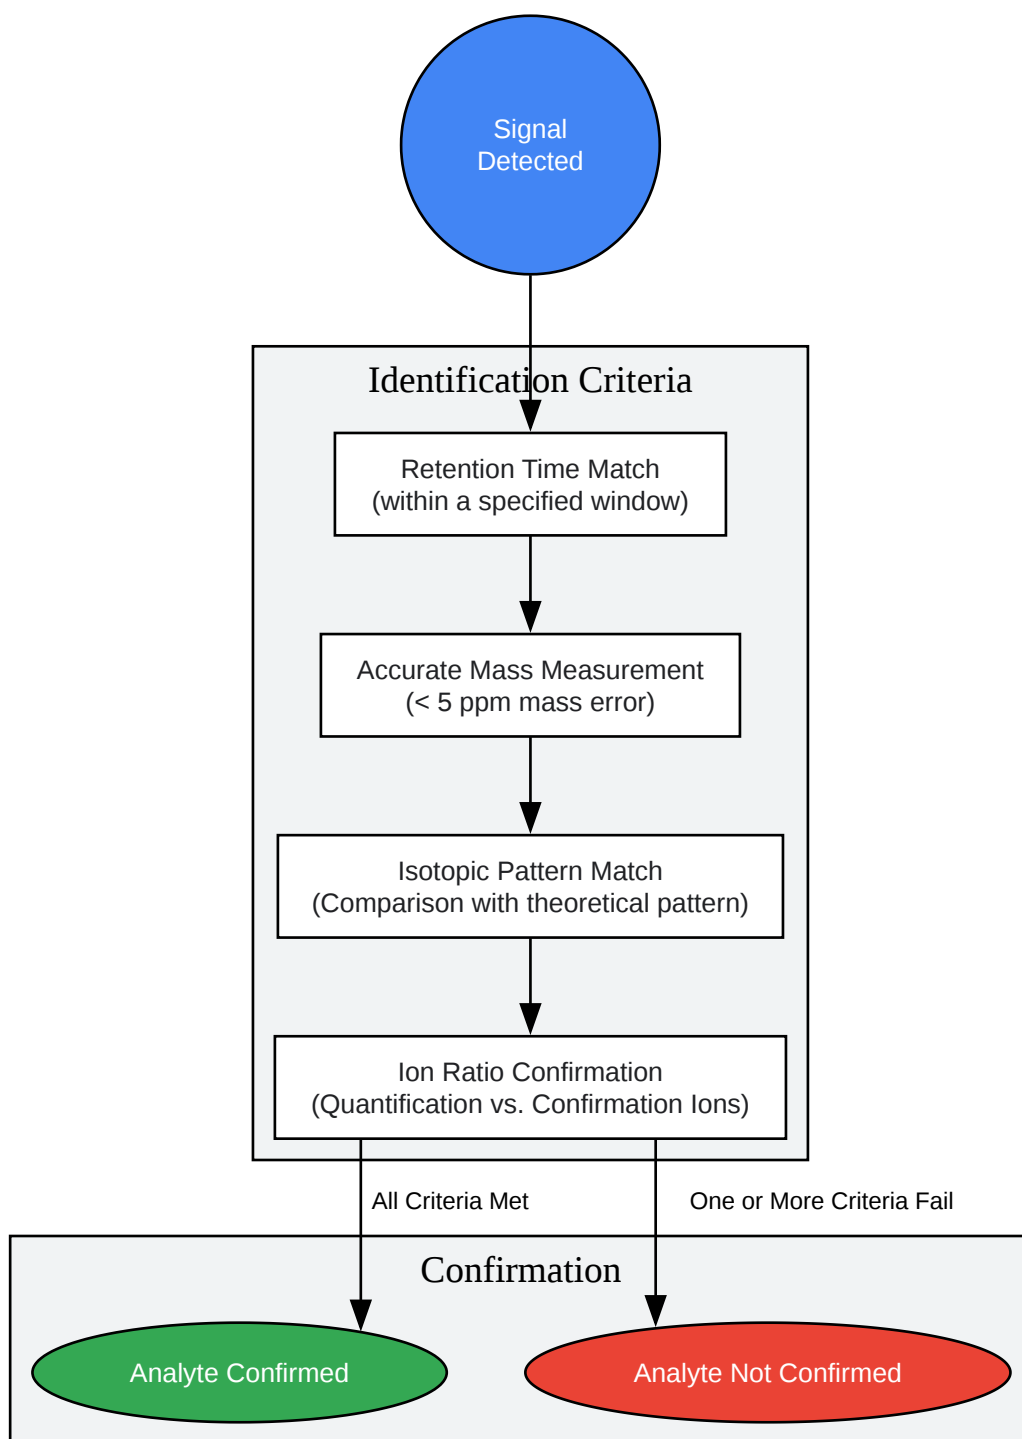 Signal
Detected
Identification Criteria
Retention Time Match
(within a specified window)
Accurate Mass Measurement
(< 5 ppm mass error)
Isotopic Pattern Match
(Comparison with theoretical pattern)
Ion Ratio Confirmation
(Quantification vs. Confirmation Ions)
All Criteria Met
One or More Criteria Fail
Confirmation
Analyte Confirmed
Analyte Not Confirmed